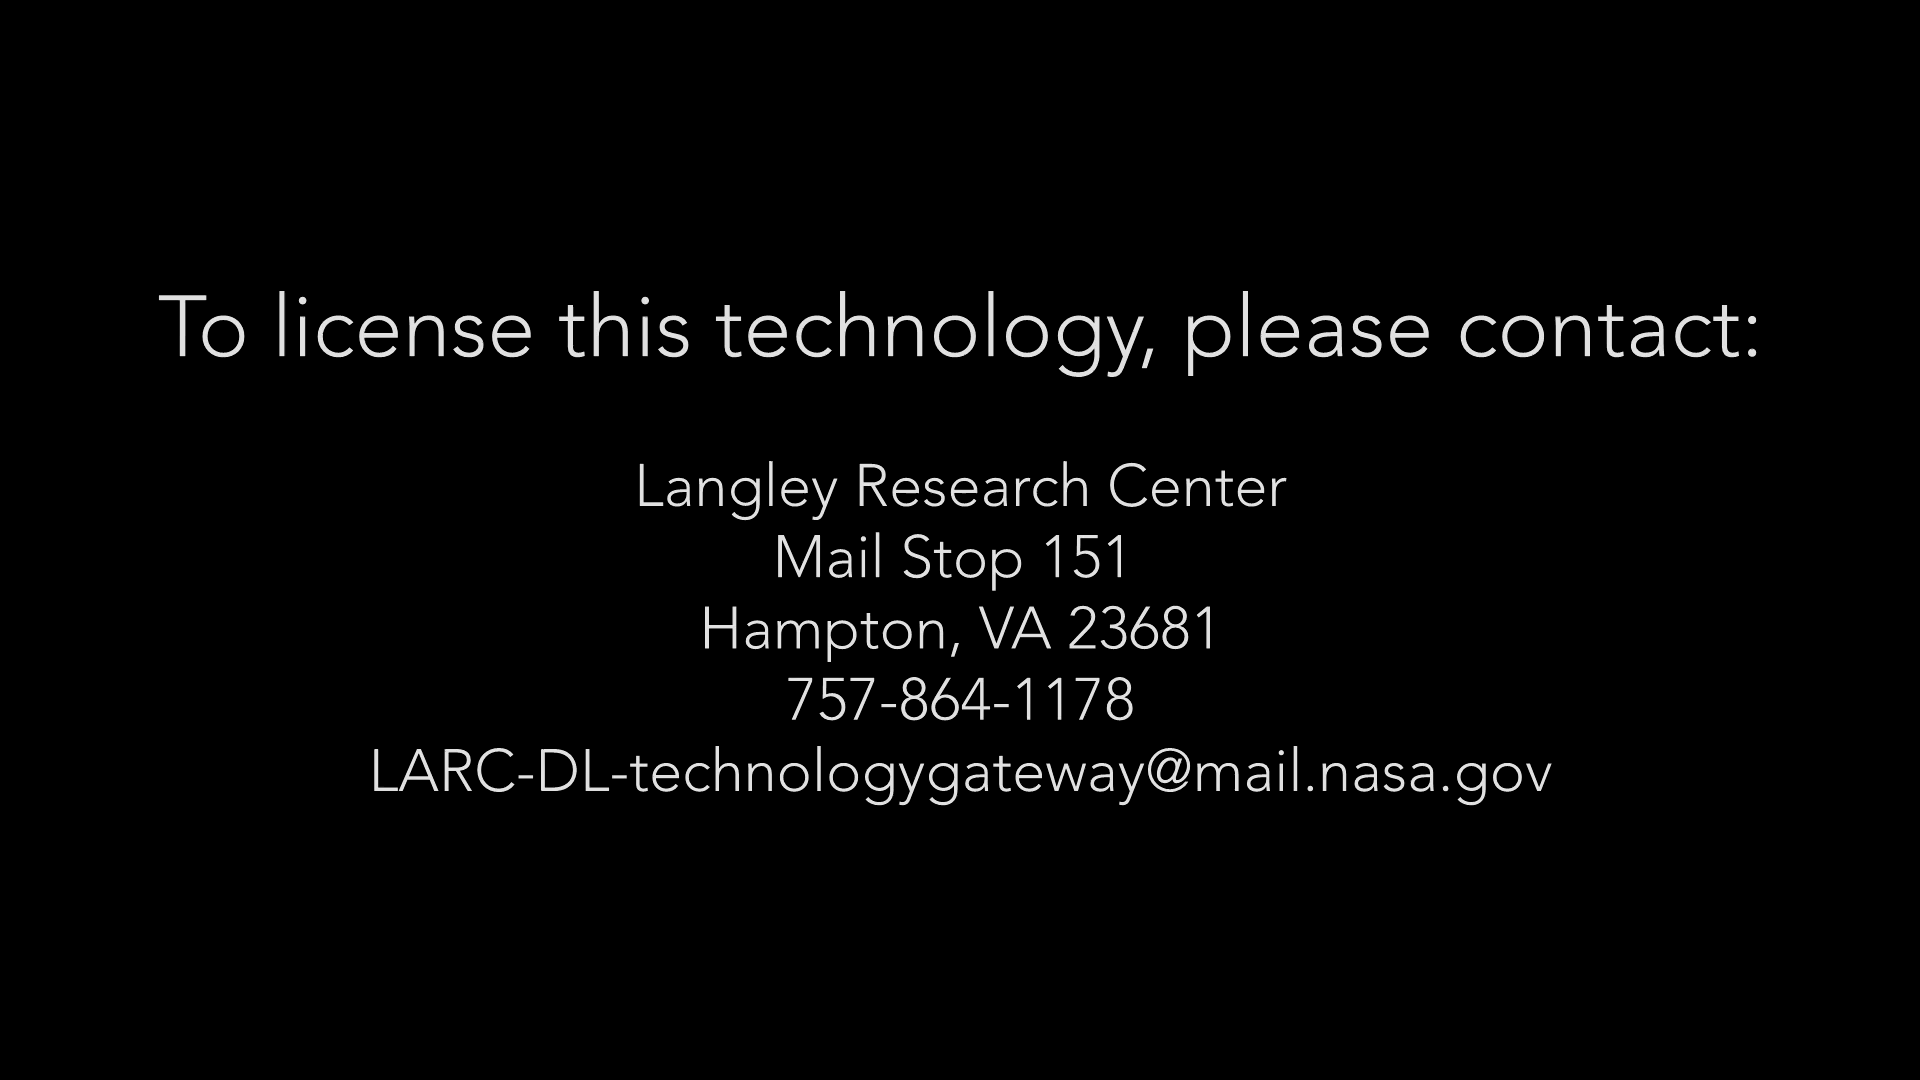 To license this technology, please contact:
Langley Research Center
Mail Stop 151
Hampton, VA 23681
757-864-1178
LARC-DL-technologygateway@mail.nasa.gov